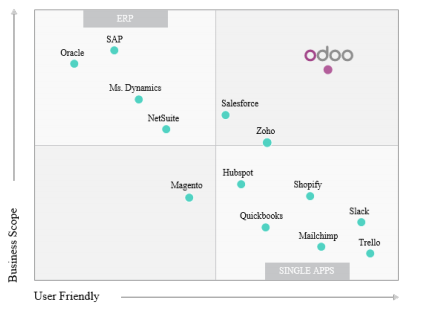 ERP
SAP
Oracle
odoo
Ms. Dynamics
Salesforce
NetSuite
Zoho
Hubspot
Magento
Shopify
Quickbooks
Slack
Mailchimp
Trello
SINGLE APPS
Business Scope
User Friendly